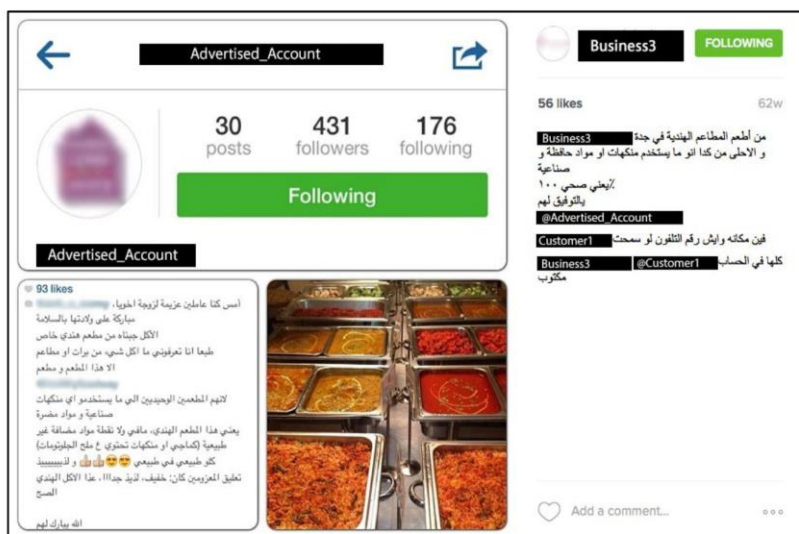 Advertised_Account
30
posts
431
followers
176
following
Following
Advertised_Account
93 likes
أمس كنا عاملين عزيمة لزوجة اخويا،
مباركة على ولادتها بالسلامة
الأكل جبناه من مطعم هندي خاص
طبعا انا تعرفوني ما اكل شي، من برات او مطاعم
الا هذا المطعم و مطعم
لانهم المطعمين الوحيديين الي ما يستخدمو اي منكهات
صناعية و مواد مضرة
يعني هذا المطعم الهندي، مافي ولا نقطة مواد مضافة غير
طبيعية (كماجي او منكهات تحتوي ع ملح الجلوتومات)
كلو طبيعي في طبيعي 😍😍👍👍 و لذيييييييذ
تعليق المعزومين كان: خفيف، لذيذ جدااا، هذا الاكل الهندي
الصح
الله يبارك لهم
Business3
FOLLOWING
56 likes
62w
Business3 من أطعم المطاعم الهندية في جدة
و الاحلى من كدا انو ما يستخدم منكهات او مواد حافظة و
صناعية
يعني صحي ١٠٠٪
يالتوفيق لهم
@Advertised_Account
Customer1 فين مكانه وايش رقم التلفون لو سمحت
Business3 @Customer1 كلها في الحساب
مكتوب
Add a comment...